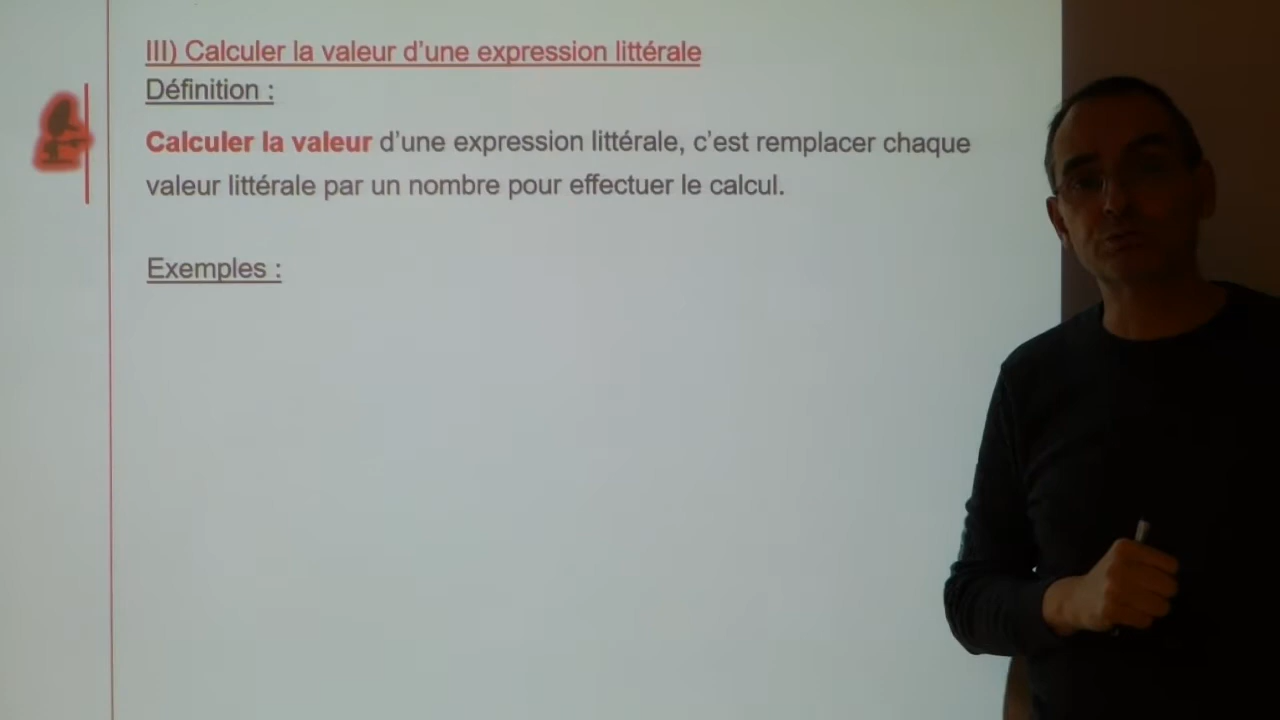 III) Calculer la valeur d’une expression littérale
Définition :
Calculer la valeur d’une expression littérale, c’est remplacer chaque
valeur littérale par un nombre pour effectuer le calcul.
Exemples :